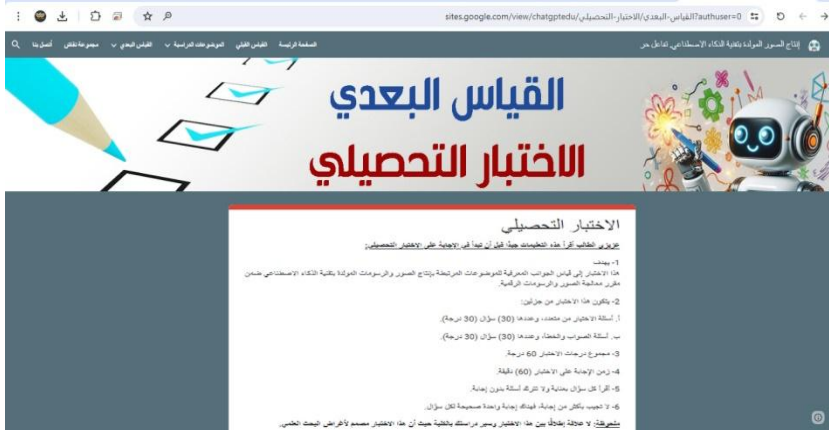 sites.google.com/view/chatgptedu/القياس-البعدي/الاختبار-التحصيلي?authuser=0
إنتاج الصور المولدة بتقنية الذكاء الاصطناعي_تفاعل حر
الصفحة الرئيسة القياس القبلي الموضوعات الدراسية القياس البعدي مجموعة نقاش أتصل بنا
القياس البعدي
الاختبار التحصيلي
الاختبار التحصيلي
عزيزي الطالب أقرأ هذه التعليمات جيدًا قبل أن تبدأ في الاجابة على الاختبار التحصيلي:
1- يهدف
هذا الاختبار إلى قياس الجوانب المعرفية للموضوعات المرتبطة بإنتاج الصور والرسومات المولدة بتقنية الذكاء الاصطناعي ضمن
مقرر معالجة الصور والرسومات الرقمية.
2- يتكون هذا الاختبار من جزئين:
أ. أسئلة الاختيار من متعدد، وعددها (30) سؤال (30 درجة).
ب. أسئلة الصواب والخطأ، وعددها (30) سؤال (30 درجة).
3- مجموع درجات الاختبار 60 درجة.
4- زمن الإجابة على الاختبار (60) دقيقة.
5- أقرأ كل سؤال بعناية ولا تترك أسئلة بدون إجابة.
6- لا تجيب بأكثر من إجابة، فهناك إجابة واحدة صحيحة لكل سؤال.
ملحوظة: لا علاقة إطلاقًا بين هذا الاختبار وسير دراستك بالكلية حيث أن هذا الاختبار مصمم لأغراض البحث العلمي.